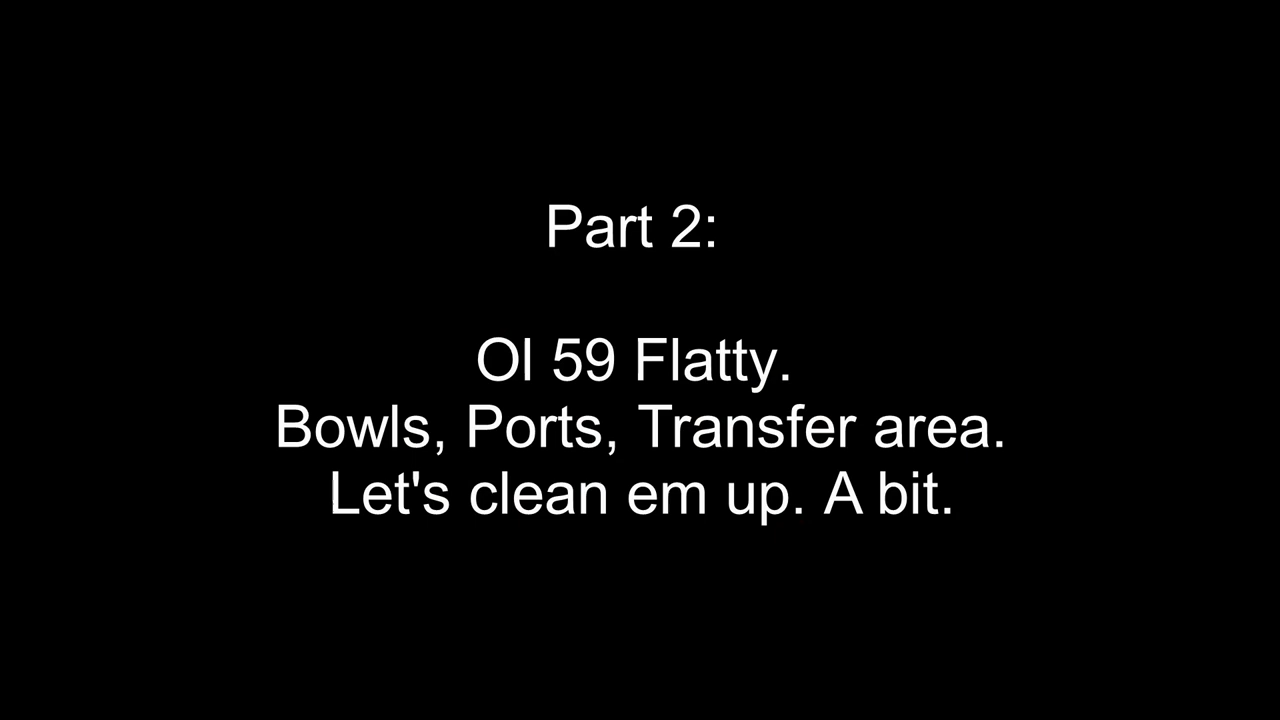 Part 2:
Ol 59 Flatty.
Bowls, Ports, Transfer area.
Let's clean em up. A bit.